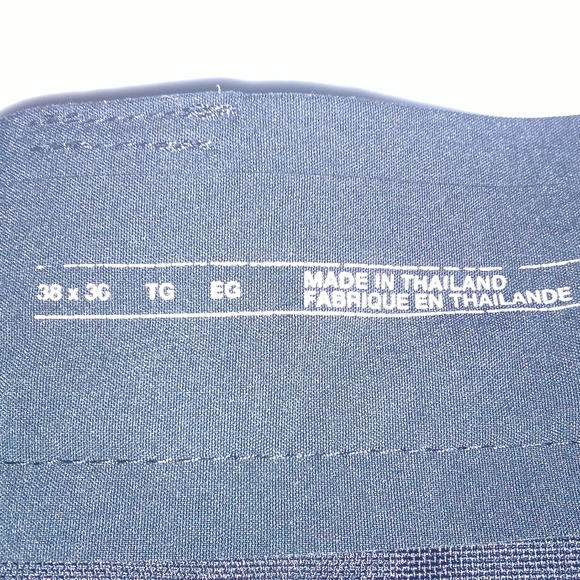 38 x 36 TG EG MADE IN THAILAND
FABRIQUE EN THAILANDE